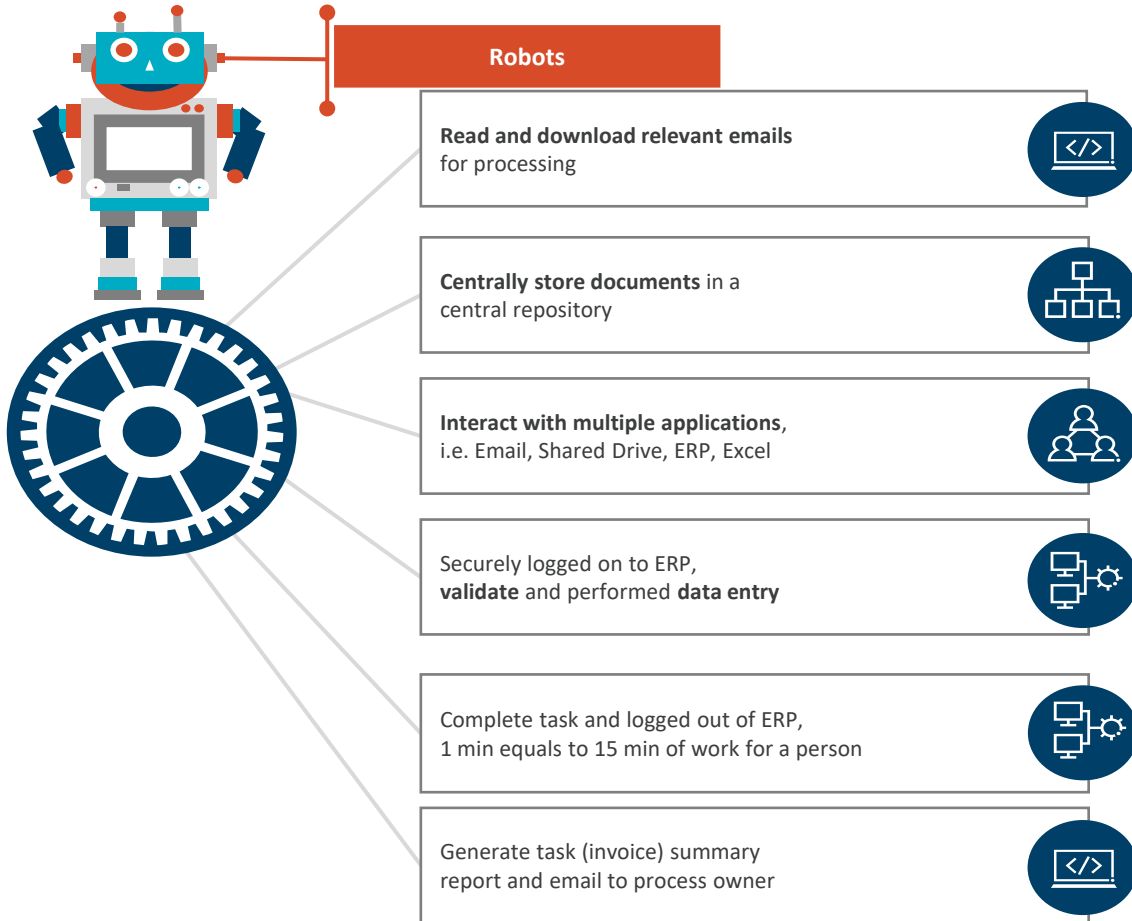 Robots
Read and download relevant emails
for processing
Centrally store documents in a
central repository
Interact with multiple applications,
i.e. Email, Shared Drive, ERP, Excel
Securely logged on to ERP,
validate and performed data entry
Complete task and logged out of ERP,
1 min equals to 15 min of work for a person
Generate task (invoice) summary
report and email to process owner